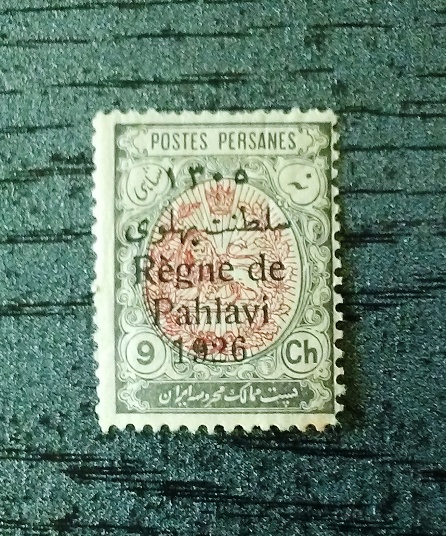 POSTES PERSANES
۱۳۰۵
سلطنت پهلوی
Règne de
Pahlavi
1926
9 Ch
پست ممالک محروسه ایران